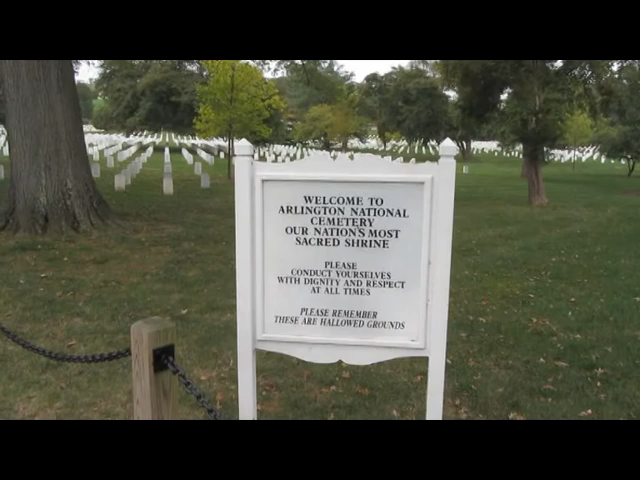 WELCOME TO
ARLINGTON NATIONAL
CEMETERY
OUR NATION'S MOST
SACRED SHRINE
PLEASE
CONDUCT YOURSELVES
WITH DIGNITY AND RESPECT
AT ALL TIMES
PLEASE REMEMBER
THESE ARE HALLOWED GROUNDS